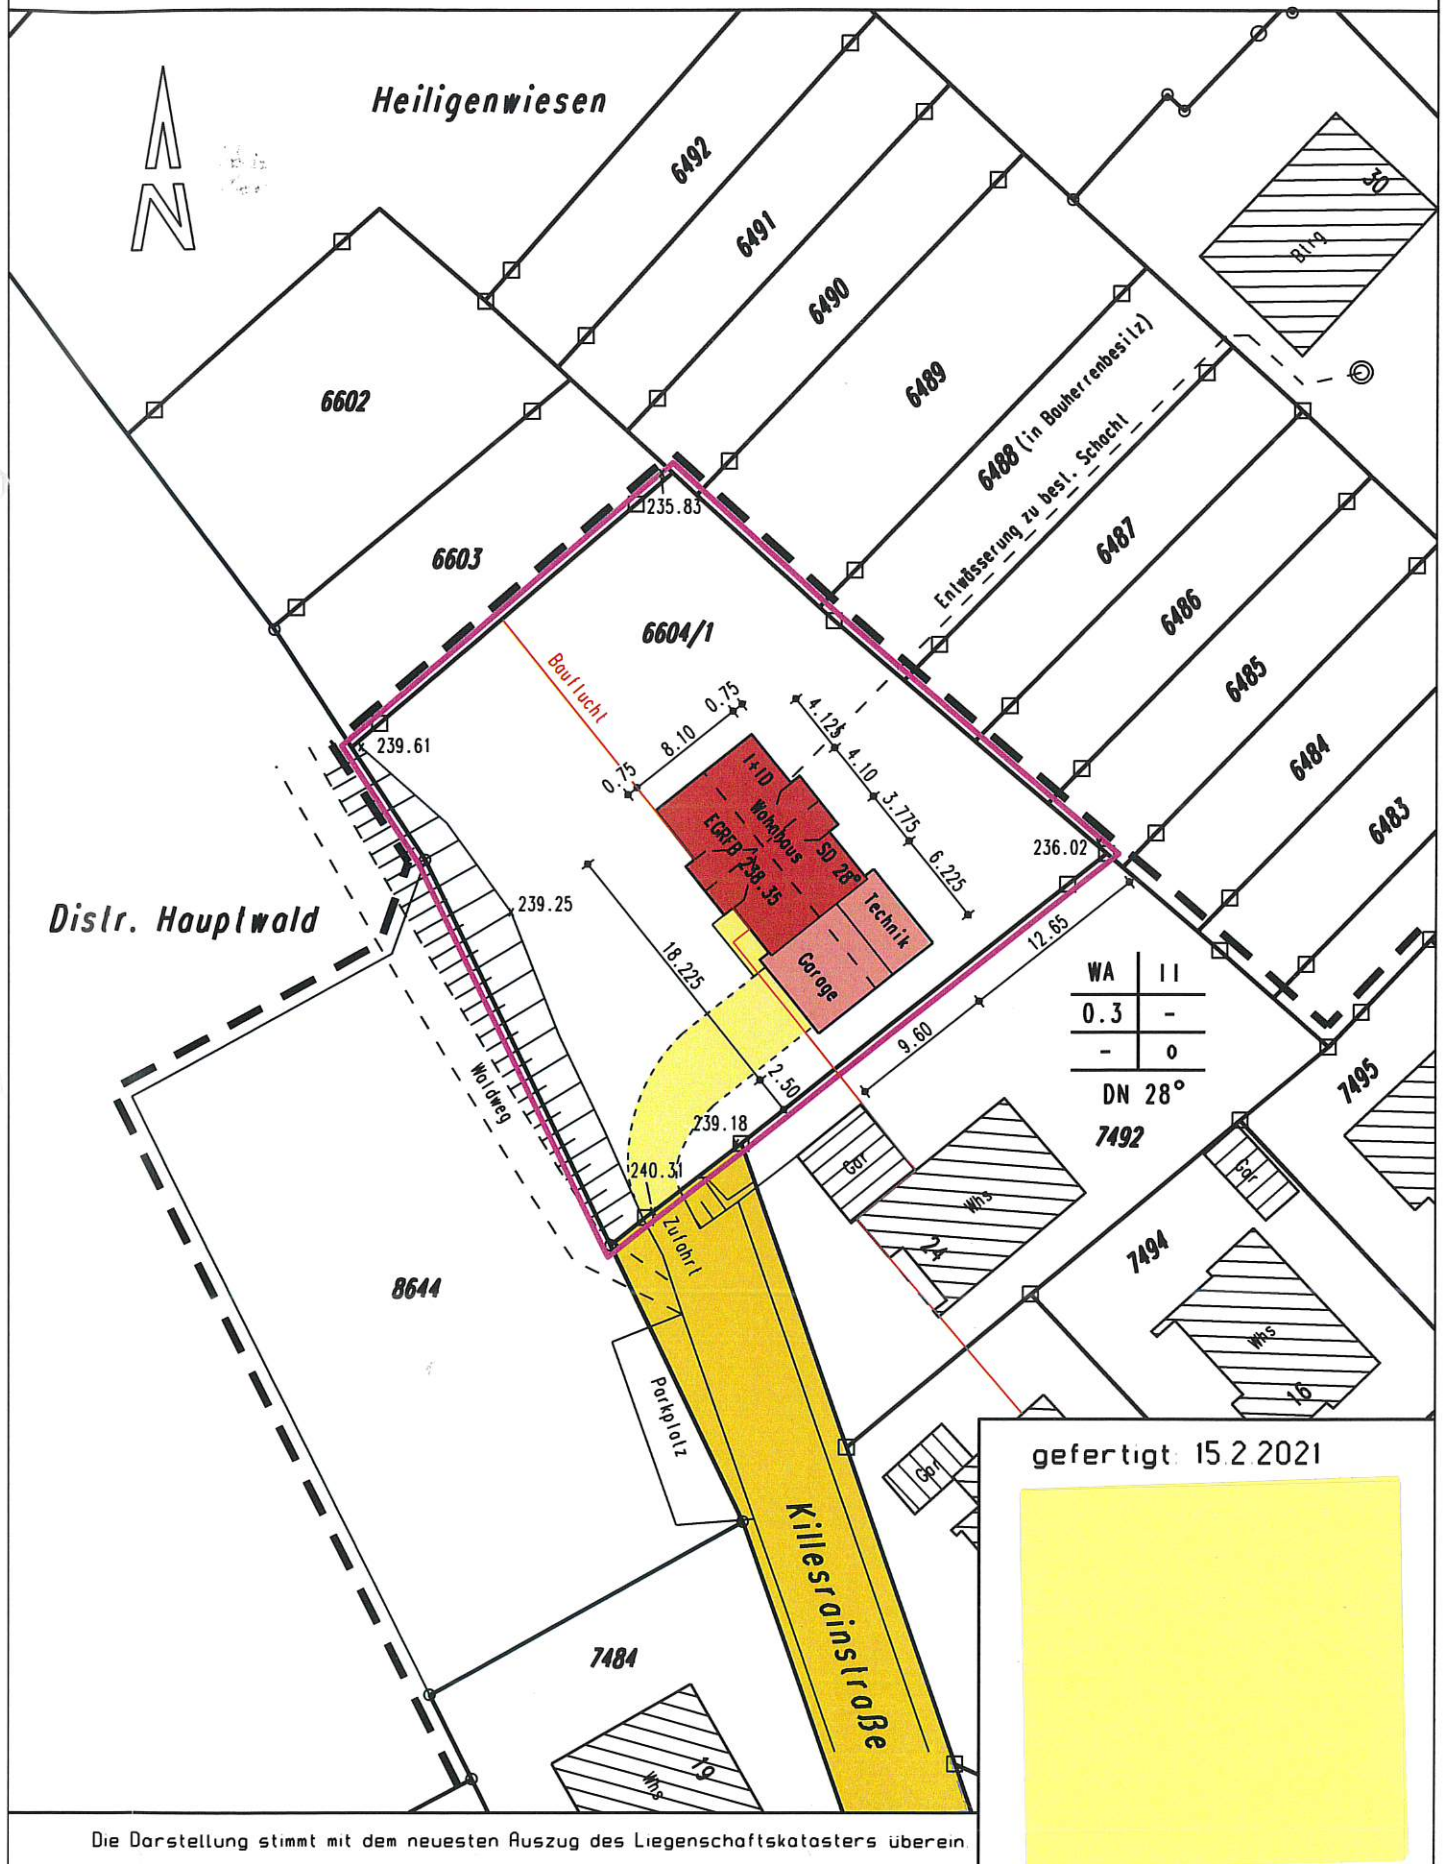 Heiligenwiesen
N
6492
6491
6490
6489
6488 (in Bauherrenbesitz)
Entwässerung zu best. Schacht
6487
6486
6485
6484
6483
30
Btrg
6602
6603
6604/1
235.83
239.61
239.25
236.02
239.18
240.31
Bauflucht
0.75
8.10
0.75
4.125
4.10
3.775
6.225
18.225
2.50
12.65
9.60
I+ID
Wohnhaus
EGRFB 238.35
SD 28°
Garage
Technik
Distr. Hauptwald
Waldweg
Zufahrt
Parkplatz
WA II
0.3 -
- o
DN 28°
7492
7495
7494
Gar
Whs
24
Gar
Whs
16
Gar
8644
7484
Whs
19
Killesrainstraße
gefertigt: 15.2.2021
Die Darstellung stimmt mit dem neuesten Auszug des Liegenschaftskatasters überein.